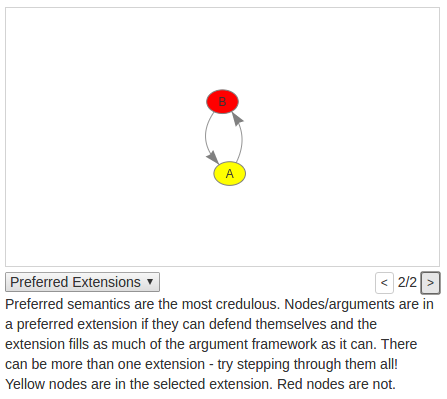 B
A
Preferred Extensions ▼
< 2/2 >
Preferred semantics are the most credulous. Nodes/arguments are in
a preferred extension if they can defend themselves and the
extension fills as much of the argument framework as it can. There
can be more than one extension - try stepping through them all!
Yellow nodes are in the selected extension. Red nodes are not.